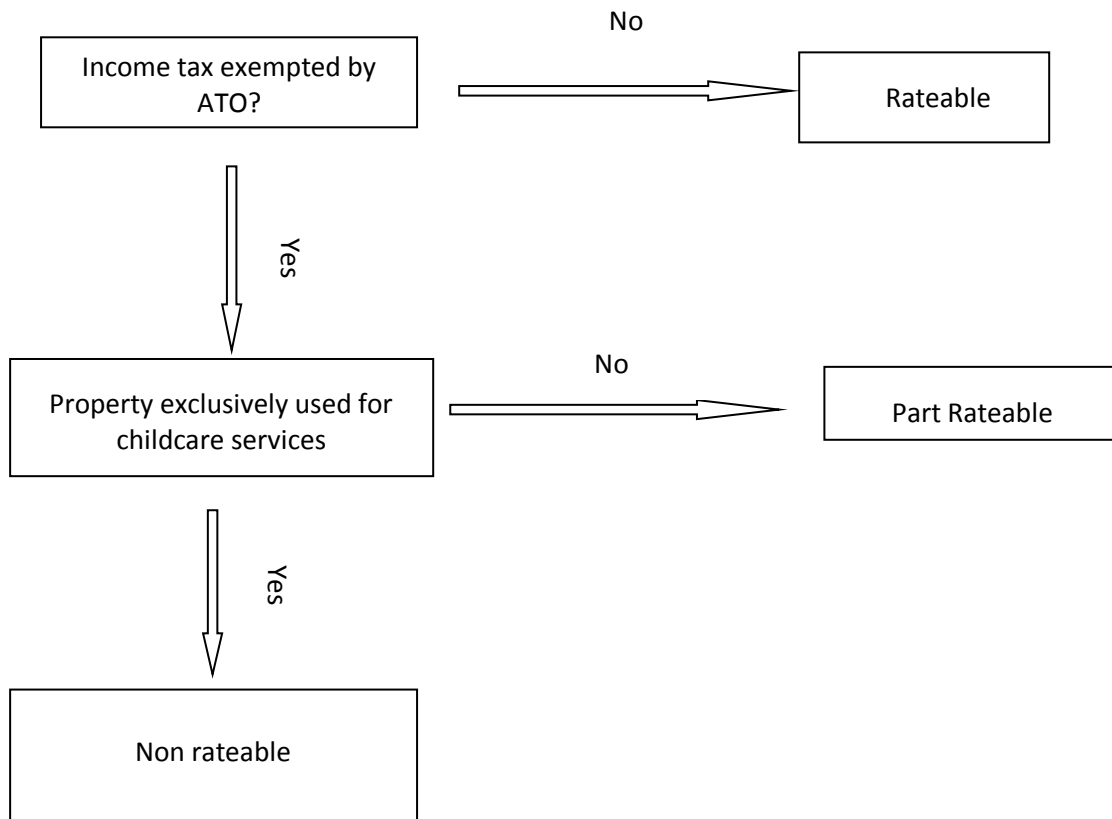 No
Income tax exempted by
ATO?
Rateable
Yes
No
Property exclusively used for
childcare services
Part Rateable
Yes
Non rateable